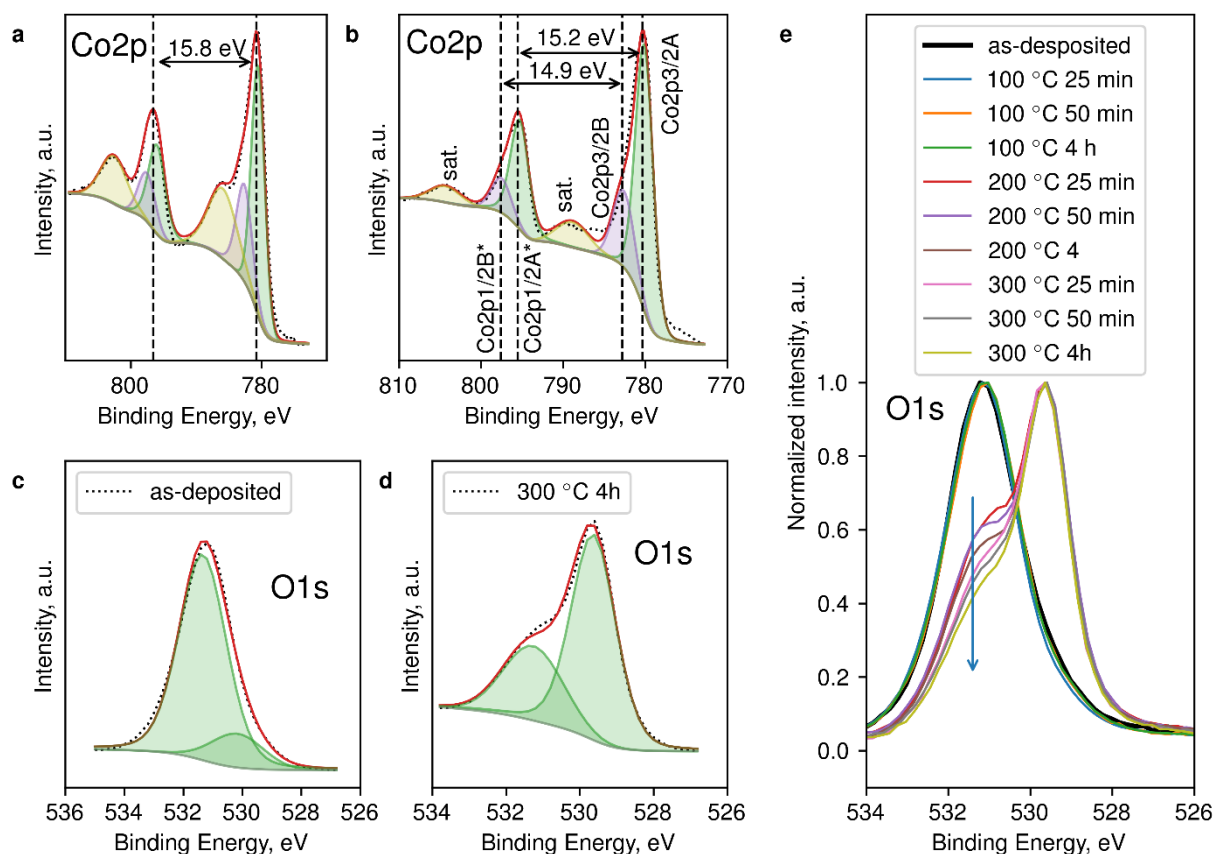 a
Co2p
15.8 eV
Intensity, a.u.
800
780
Binding Energy, eV
b
Co2p
15.2 eV
14.9 eV
sat.
sat.
Co2p3/2B
Co2p3/2A
Co2p1/2B*
Co2p1/2A*
Intensity, a.u.
810
800
790
780
770
Binding Energy, eV
c
as-deposited
O1s
Intensity, a.u.
536
534
532
530
528
526
Binding Energy, eV
d
300 °C 4h
O1s
Intensity, a.u.
536
534
532
530
528
526
Binding Energy, eV
e
as-desposited
100 °C 25 min
100 °C 50 min
100 °C 4 h
200 °C 25 min
200 °C 50 min
200 °C 4
300 °C 25 min
300 °C 50 min
300 °C 4h
O1s
Normalized intensity, a.u.
1.0
0.8
0.6
0.4
0.2
0.0
534
532
530
528
526
Binding Energy, eV